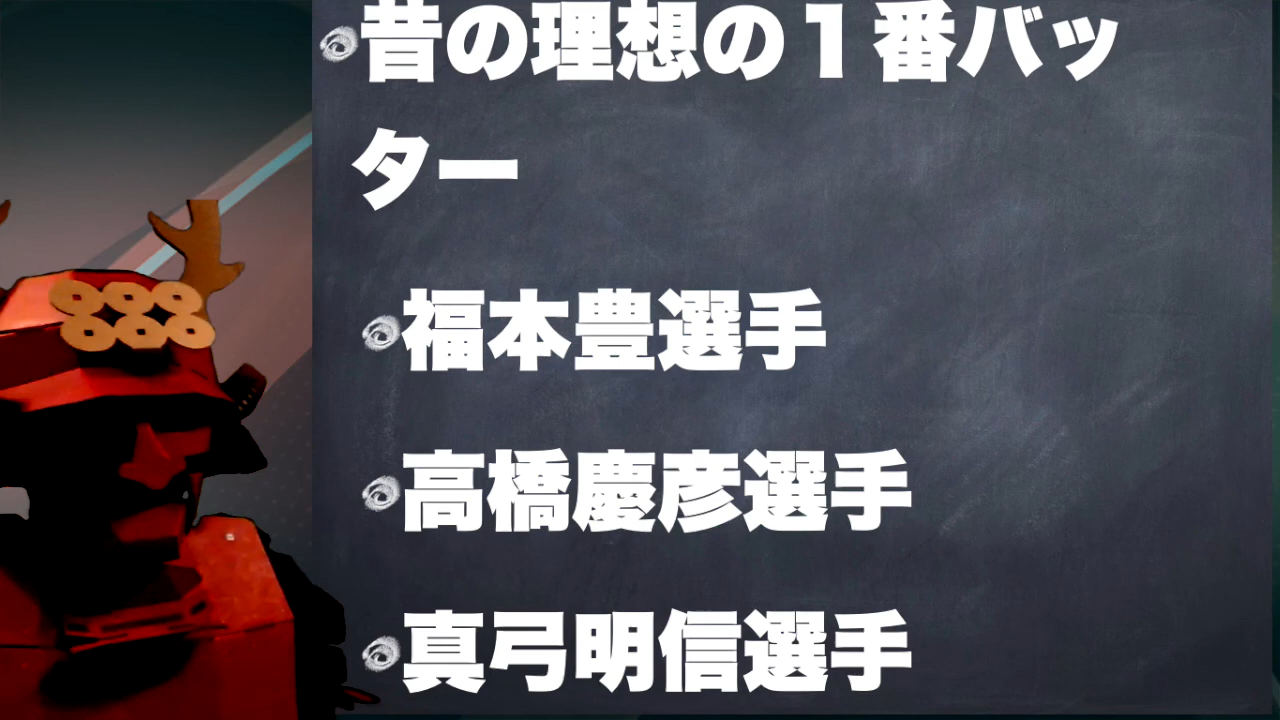 昔の理想の１番バッ
ター
福本豊選手
高橋慶彦選手
真弓明信選手